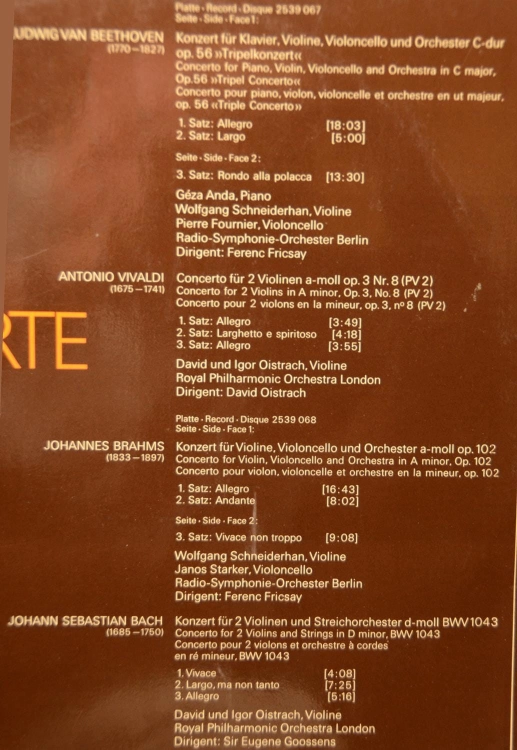 Platte · Record · Disque 2539 067
Seite · Side · Face 1:
UDWIG VAN BEETHOVEN
(1770–1827)
Konzert für Klavier, Violine, Violoncello und Orchester C-dur
op. 56 »Tripelkonzert«
Concerto for Piano, Violin, Violoncello and Orchestra in C major,
Op. 56 »Tripel Concerto«
Concerto pour piano, violon, violoncelle et orchestre en ut majeur,
op. 56 «Triple Concerto»
1. Satz: Allegro [18:03]
2. Satz: Largo [5:00]
Seite · Side · Face 2:
3. Satz: Rondo alla polacca [13:30]
Géza Anda, Piano
Wolfgang Schneiderhan, Violine
Pierre Fournier, Violoncello
Radio-Symphonie-Orchester Berlin
Dirigent: Ferenc Fricsay
ANTONIO VIVALDI
(1675–1741)
Concerto für 2 Violinen a-moll op. 3 Nr. 8 (PV 2)
Concerto for 2 Violins in A minor, Op. 3, No. 8 (PV 2)
Concerto pour 2 violons en la mineur, op. 3, nº 8 (PV 2)
1. Satz: Allegro [3:49]
2. Satz: Larghetto e spiritoso [4:18]
3. Satz: Allegro [3:55]
RTE
David und Igor Oistrach, Violine
Royal Philharmonic Orchestra London
Dirigent: David Oistrach
Platte · Record · Disque 2539 068
Seite · Side · Face 1:
JOHANNES BRAHMS
(1833–1897)
Konzert für Violine, Violoncello und Orchester a-moll op. 102
Concerto for Violin, Violoncello and Orchestra in A minor, Op. 102
Concerto pour violon, violoncelle et orchestre en la mineur, op. 102
1. Satz: Allegro [16:43]
2. Satz: Andante [8:02]
Seite · Side · Face 2:
3. Satz: Vivace non troppo [9:08]
Wolfgang Schneiderhan, Violine
Janos Starker, Violoncello
Radio-Symphonie-Orchester Berlin
Dirigent: Ferenc Fricsay
JOHANN SEBASTIAN BACH
(1685–1750)
Konzert für 2 Violinen und Streichorchester d-moll BWV 1043
Concerto for 2 Violins and Strings in D minor, BWV 1043
Concerto pour 2 violons et orchestre à cordes
en ré mineur, BWV 1043
1. Vivace [4:08]
2. Largo, ma non tanto [7:25]
3. Allegro [5:16]
David und Igor Oistrach, Violine
Royal Philharmonic Orchestra London
Dirigent: Sir Eugene Goossens